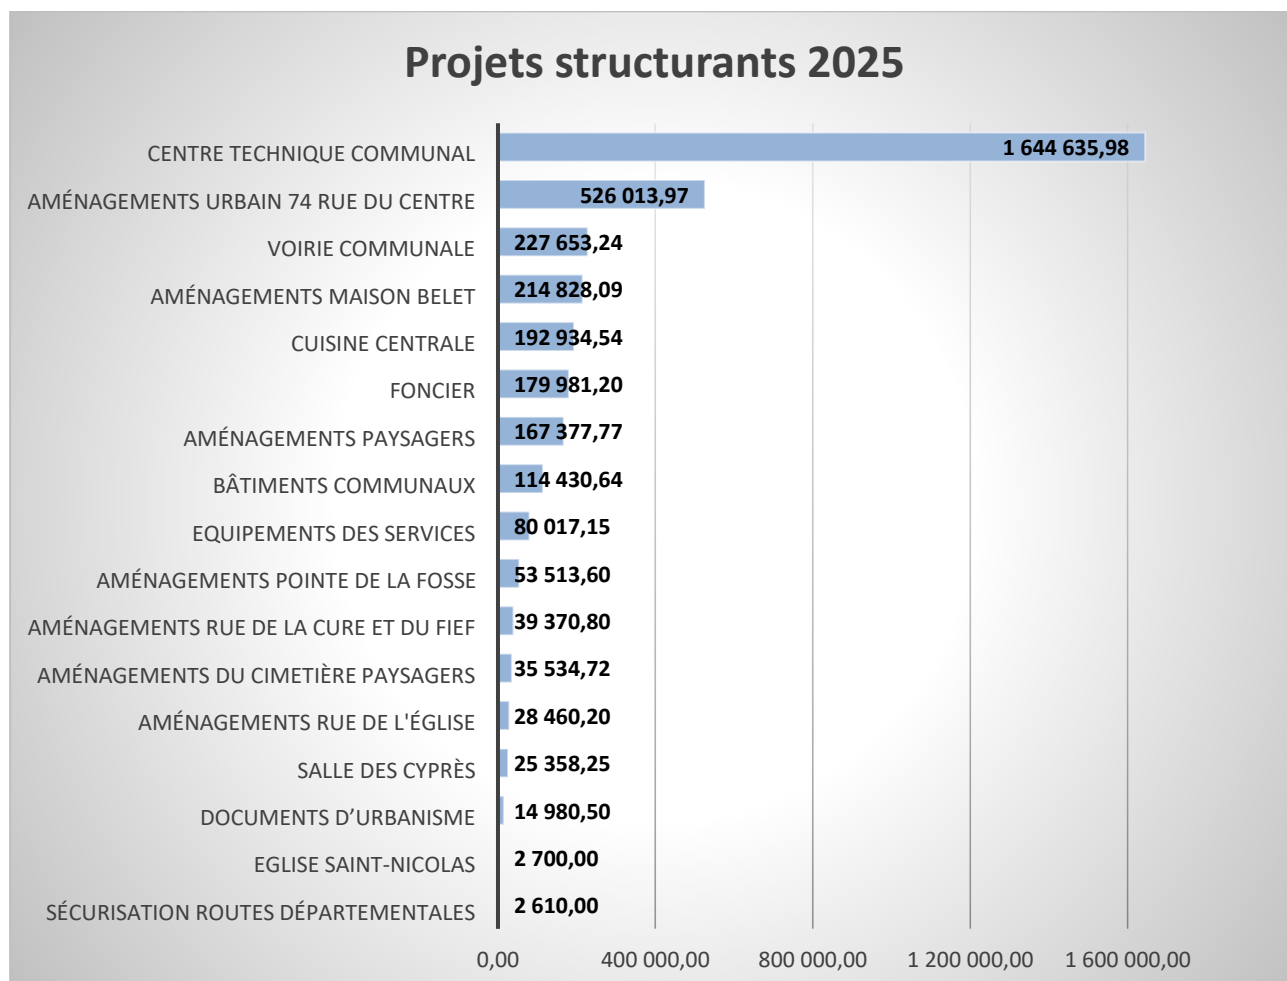 Projets structurants 2025
CENTRE TECHNIQUE COMMUNAL 1 644 635,98
AMÉNAGEMENTS URBAIN 74 RUE DU CENTRE 526 013,97
VOIRIE COMMUNALE 227 653,24
AMÉNAGEMENTS MAISON BELET 214 828,09
CUISINE CENTRALE 192 934,54
FONCIER 179 981,20
AMÉNAGEMENTS PAYSAGERS 167 377,77
BÂTIMENTS COMMUNAUX 114 430,64
EQUIPEMENTS DES SERVICES 80 017,15
AMÉNAGEMENTS POINTE DE LA FOSSE 53 513,60
AMÉNAGEMENTS RUE DE LA CURE ET DU FIEF 39 370,80
AMÉNAGEMENTS DU CIMETIÈRE PAYSAGERS 35 534,72
AMÉNAGEMENTS RUE DE L'ÉGLISE 28 460,20
SALLE DES CYPRÈS 25 358,25
DOCUMENTS D’URBANISME 14 980,50
EGLISE SAINT-NICOLAS 2 700,00
SÉCURISATION ROUTES DÉPARTEMENTALES 2 610,00
0,00 400 000,00 800 000,00 1 200 000,00 1 600 000,00